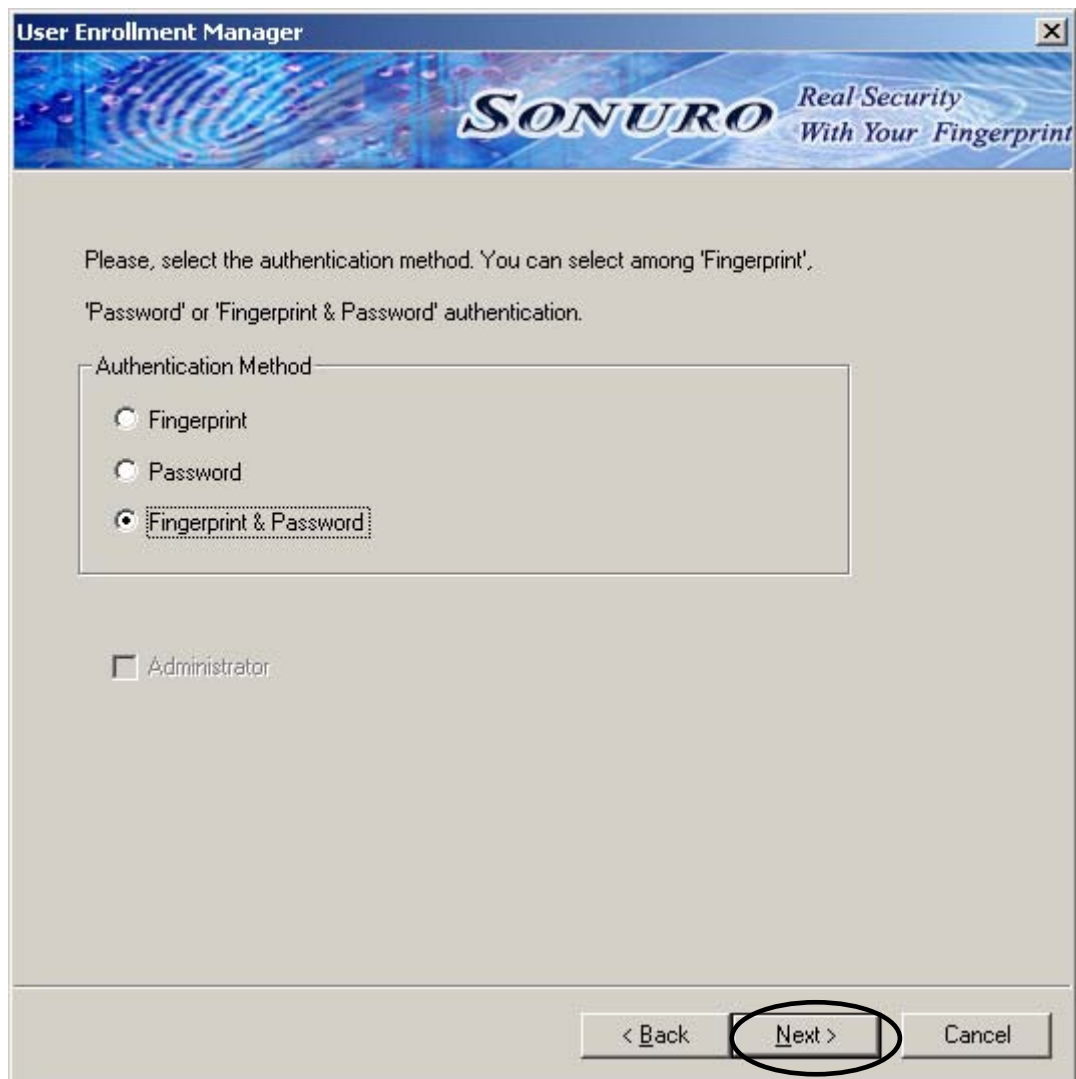 User Enrollment Manager
SONURO
Real Security
With Your Fingerprint
Please, select the authentication method. You can select among 'Fingerprint',
'Password' or 'Fingerprint & Password' authentication.
Authentication Method
Fingerprint
Password
Fingerprint & Password
Administrator
< Back Next > Cancel